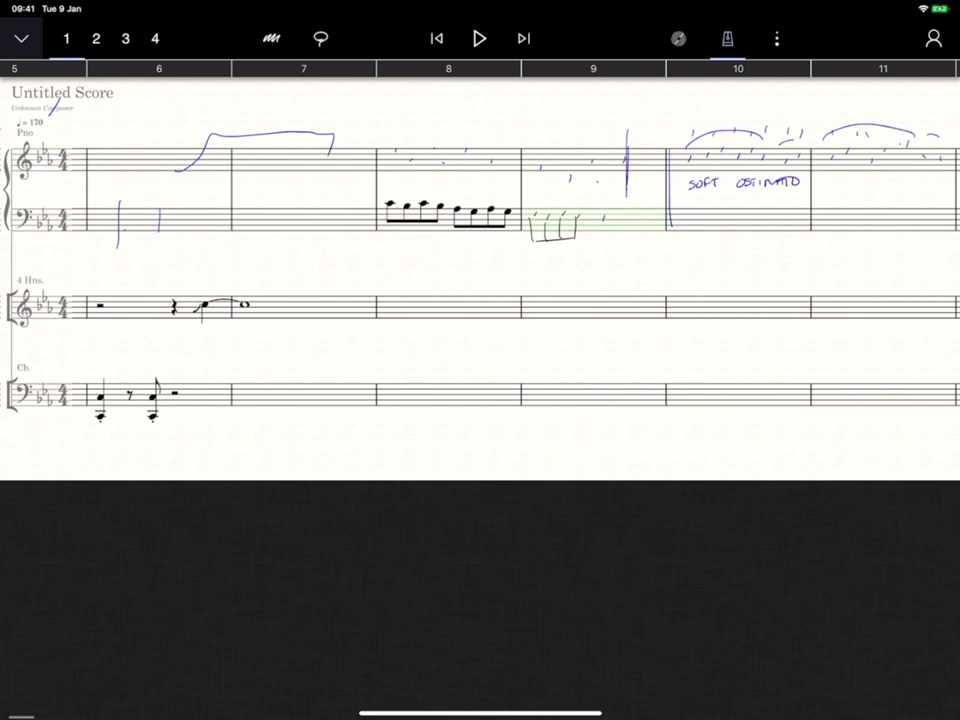 09:41 Tue 9 Jan
1 2 3 4
5 6 7 8 9 10 11
Untitled Score
Unknown Composer
♩ = 170
Pno
SOFT OSTINATO
4 Hns.
Cb.